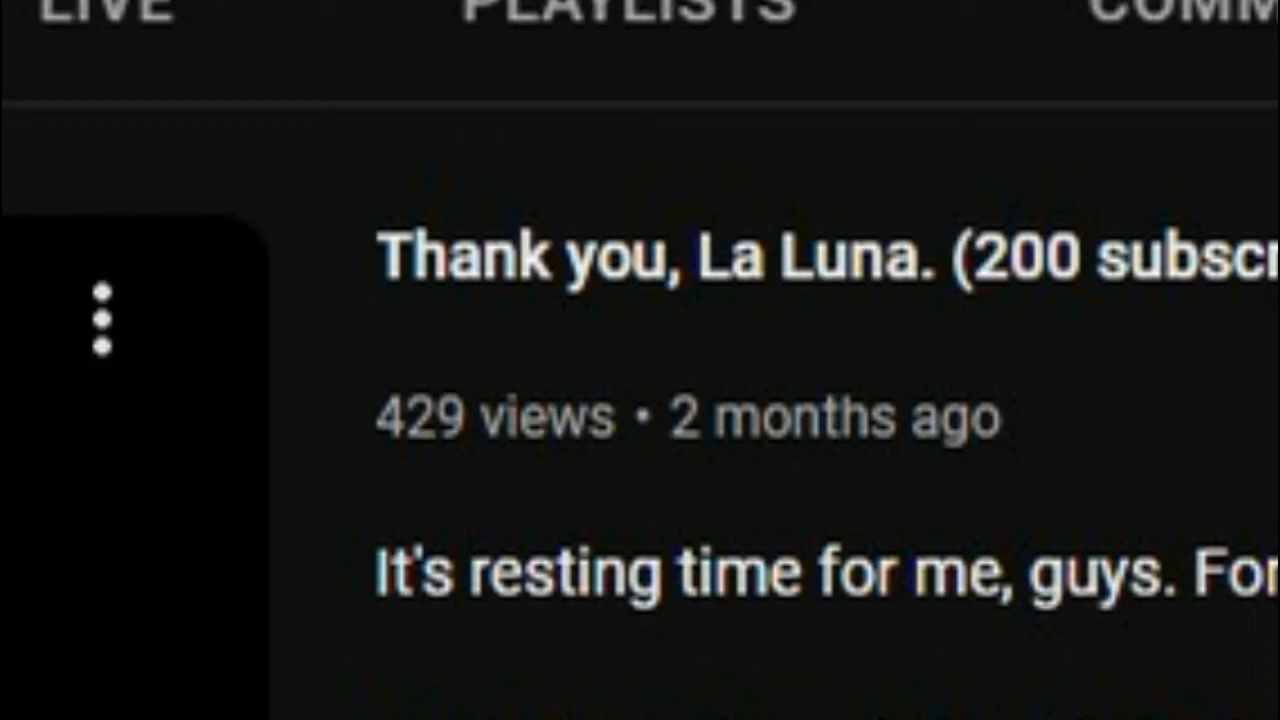 LIVE PLAYLISTS COMM
Thank you, La Luna. (200 subscr
429 views • 2 months ago
It's resting time for me, guys. For